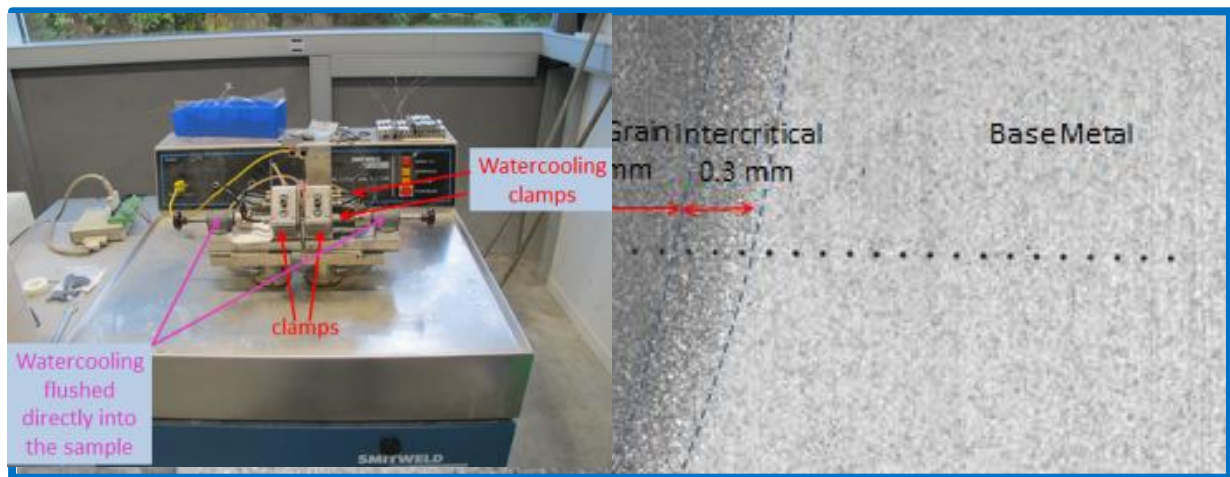 Watercooling
clamps
clamps
Watercooling
flushed
directly into
the sample
SMITWELD
Grain
Intercritical
Base Metal
mm
0.3 mm